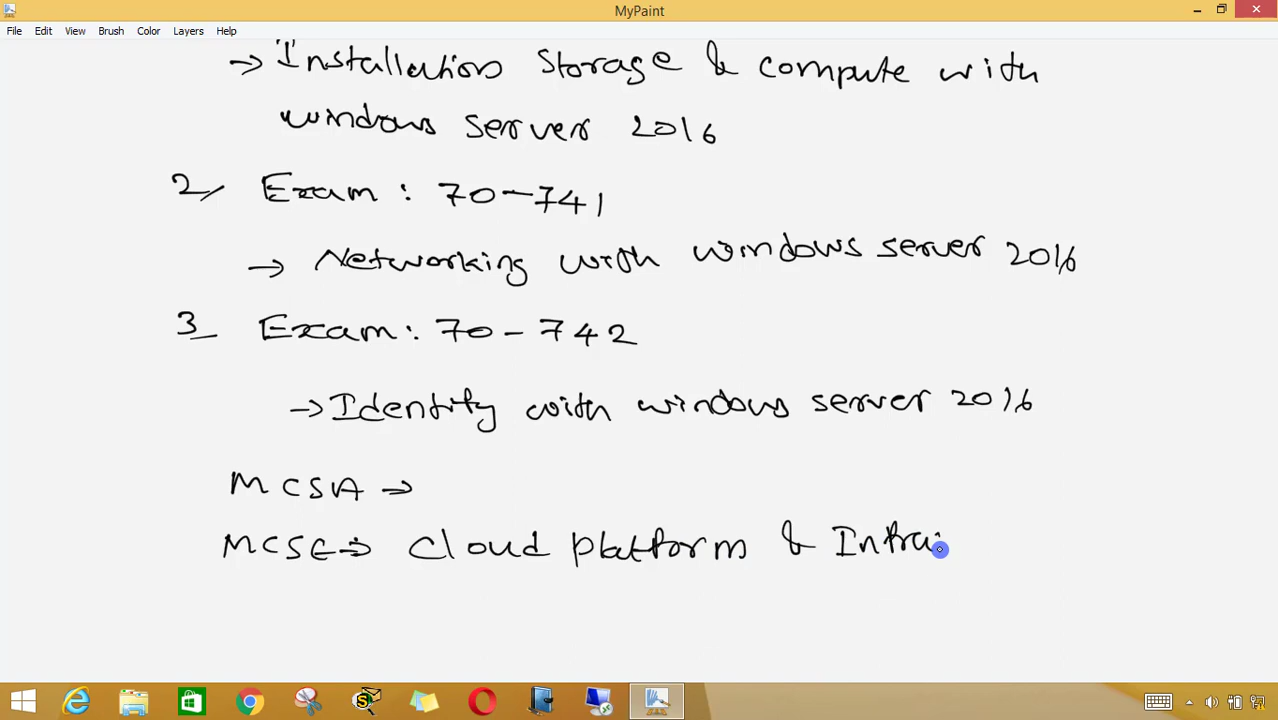 MyPaint
File Edit View Brush Color Layers Help
→ Installation Storage & compute with
windows server 2016
2, Exam : 70-741
→ Networking with windows server 2016
3 Exam : 70-742
→ Identity with windows server 2016
MCSA →
MCSE → Cloud platform & Infra